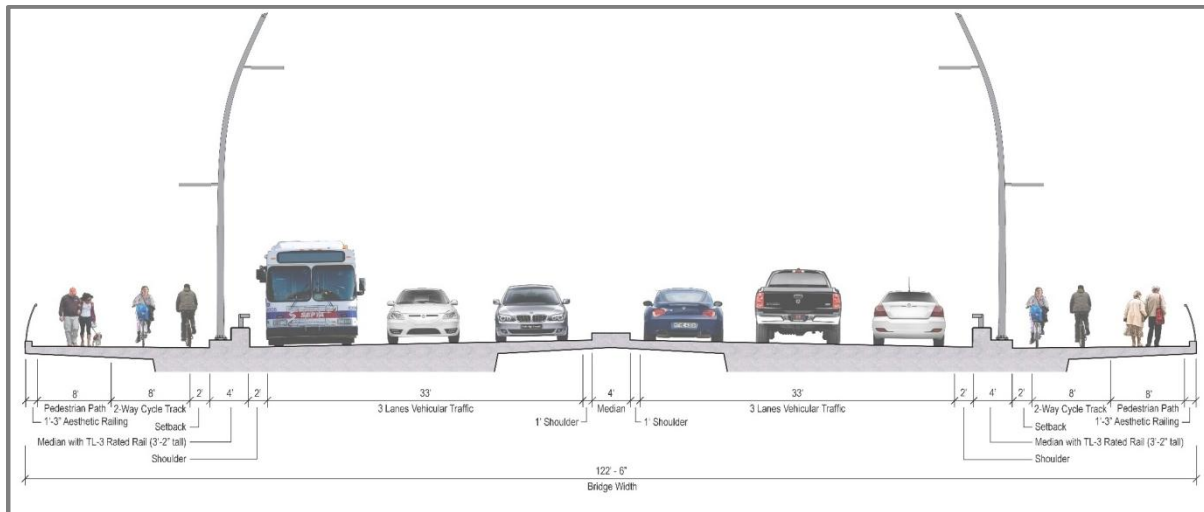 SEPTA
8'
8'
2'
4'
2'
33'
4'
33'
2'
4'
2'
8'
8'
Pedestrian Path
2-Way Cycle Track
3 Lanes Vehicular Traffic
Median
3 Lanes Vehicular Traffic
2-Way Cycle Track
Pedestrian Path
1'-3" Aesthetic Railing
Setback
1' Shoulder
1' Shoulder
Setback
1'-3" Aesthetic Railing
Median with TL-3 Rated Rail (3'-2" tall)
Median with TL-3 Rated Rail (3'-2" tall)
Shoulder
Shoulder
122' - 6"
Bridge Width